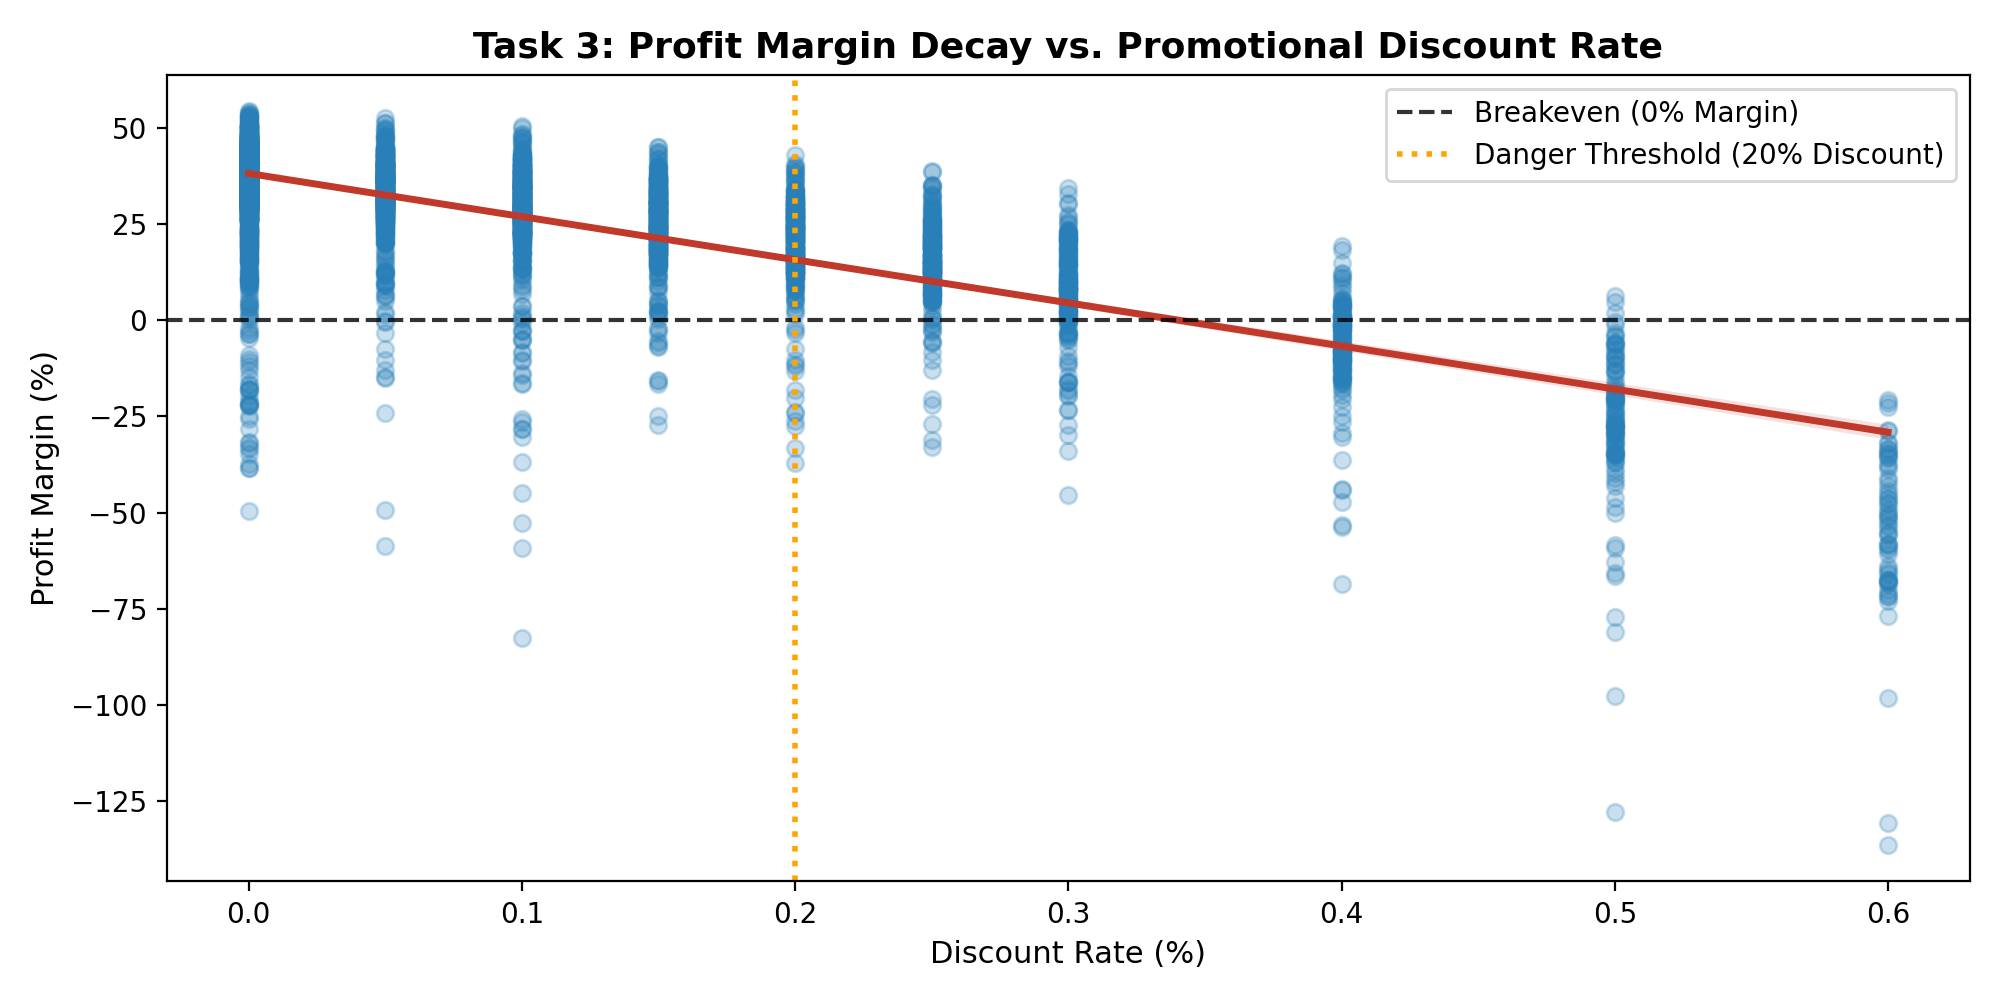 Task 3: Profit Margin Decay vs. Promotional Discount Rate
Breakeven (0% Margin)
Danger Threshold (20% Discount)
Profit Margin (%)
50
25
0
−25
−50
−75
−100
−125
0.0 0.1 0.2 0.3 0.4 0.5 0.6
Discount Rate (%)